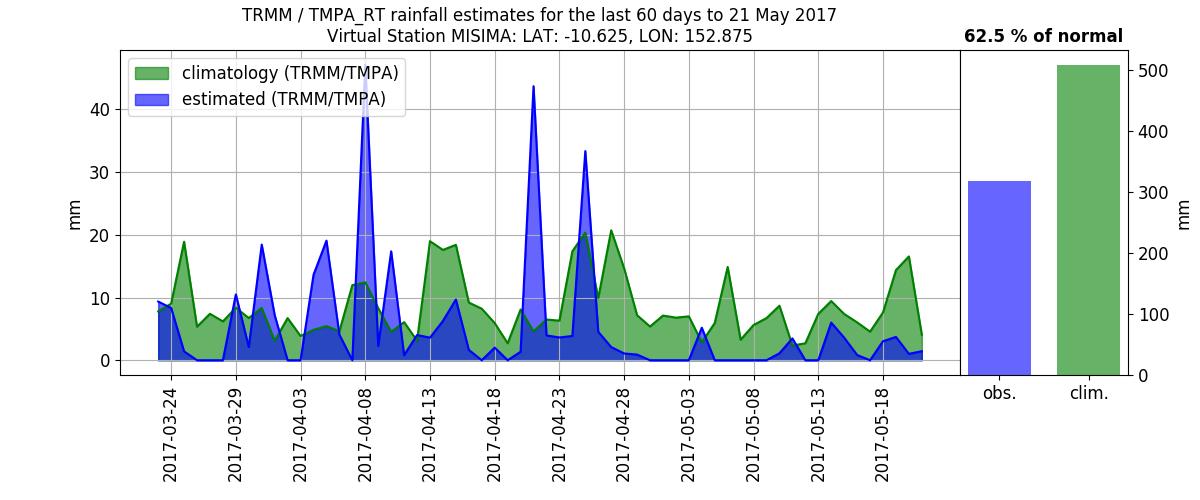 TRMM / TMPA_RT rainfall estimates for the last 60 days to 21 May 2017
Virtual Station MISIMA: LAT: -10.625, LON: 152.875
62.5 % of normal
climatology (TRMM/TMPA)
estimated (TRMM/TMPA)
mm
40
30
20
10
0
2017-03-24
2017-03-29
2017-04-03
2017-04-08
2017-04-13
2017-04-18
2017-04-23
2017-04-28
2017-05-03
2017-05-08
2017-05-13
2017-05-18
500
400
300
200
100
0
mm
obs.
clim.